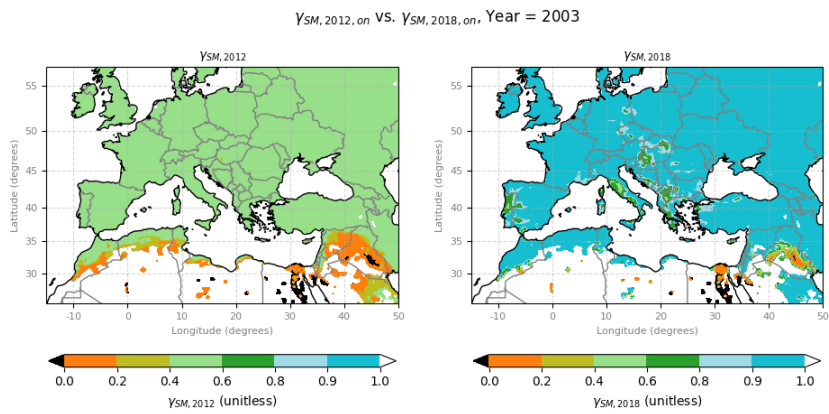 γSM, 2012, on vs. γSM, 2018, on, Year = 2003
γSM, 2012
γSM, 2018
55
50
45
40
35
30
Latitude (degrees)
-10 0 10 20 30 40 50
Longitude (degrees)
55
50
45
40
35
30
Latitude (degrees)
-10 0 10 20 30 40 50
Longitude (degrees)
0.0 0.2 0.4 0.6 0.8 0.9 1.0
γSM, 2012 (unitless)
0.0 0.2 0.4 0.6 0.8 0.9 1.0
γSM, 2018 (unitless)